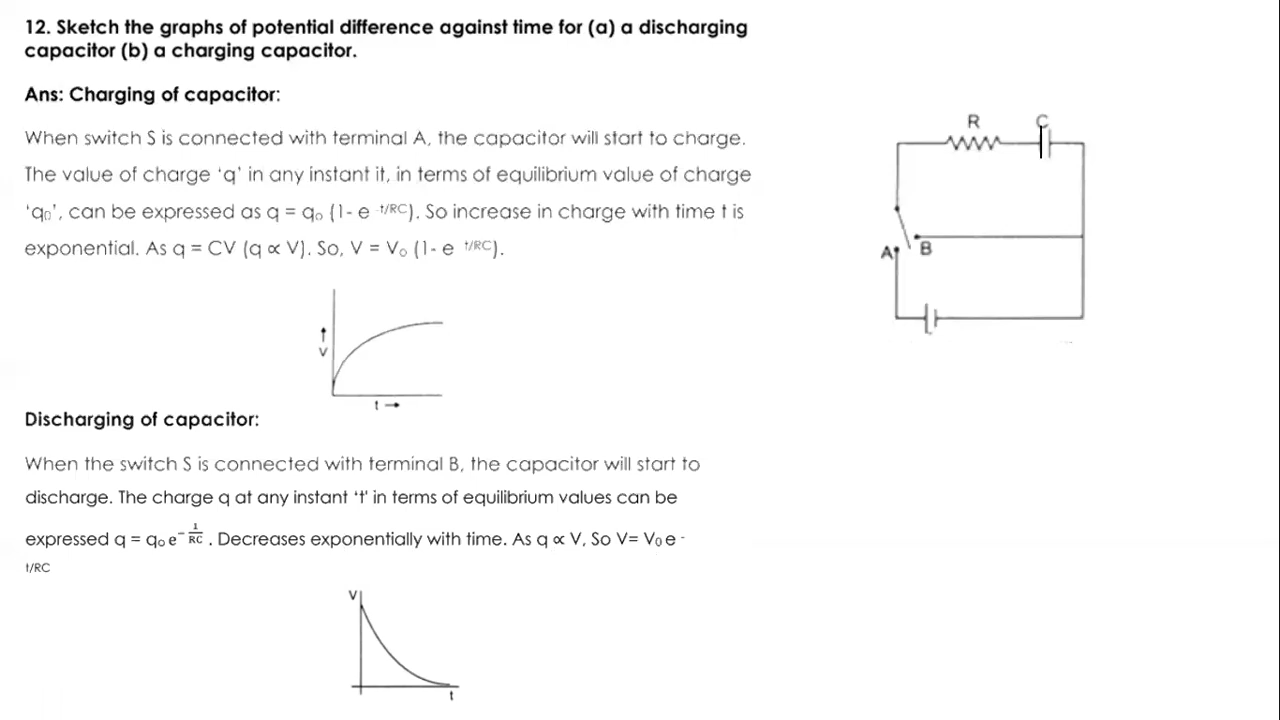 12. Sketch the graphs of potential difference against time for (a) a discharging
capacitor (b) a charging capacitor.
Ans: Charging of capacitor:
When switch S is connected with terminal A, the capacitor will start to charge.
The value of charge ‘q’ in any instant it, in terms of equilibrium value of charge
‘q₀’, can be expressed as q = q₀ (1- e ⁻ᵗ/ᴿᶜ). So increase in charge with time t is
exponential. As q = CV (q ∝ V). So, V = V₀ (1- e ᵗ/ᴿᶜ).
V
t
Discharging of capacitor:
When the switch S is connected with terminal B, the capacitor will start to
discharge. The charge q at any instant ‘t’ in terms of equilibrium values can be
expressed q = q₀ e^-1/RC . Decreases exponentially with time. As q ∝ V, So V= V₀ e -
t/RC
V
t
R
C
A
B